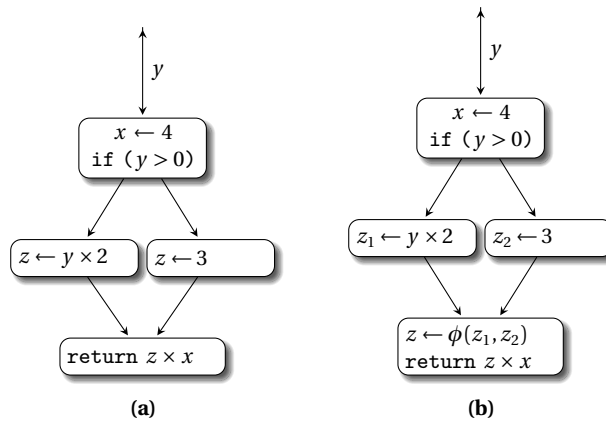 y
x ← 4
if (y > 0)
z ← y × 2
z ← 3
return z × x
(a)
y
x ← 4
if (y > 0)
z₁ ← y × 2
z₂ ← 3
z ← ϕ(z₁, z₂)
return z × x
(b)